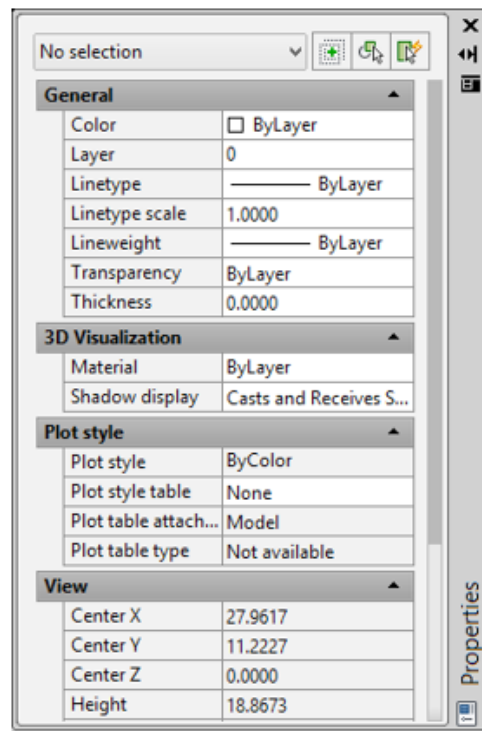 No selection
General
Color ByLayer
Layer 0
Linetype ByLayer
Linetype scale 1.0000
Lineweight ByLayer
Transparency ByLayer
Thickness 0.0000
3D Visualization
Material ByLayer
Shadow display Casts and Receives S...
Plot style
Plot style ByColor
Plot style table None
Plot table attach... Model
Plot table type Not available
View
Center X 27.9617
Center Y 11.2227
Center Z 0.0000
Height 18.8673
Properties